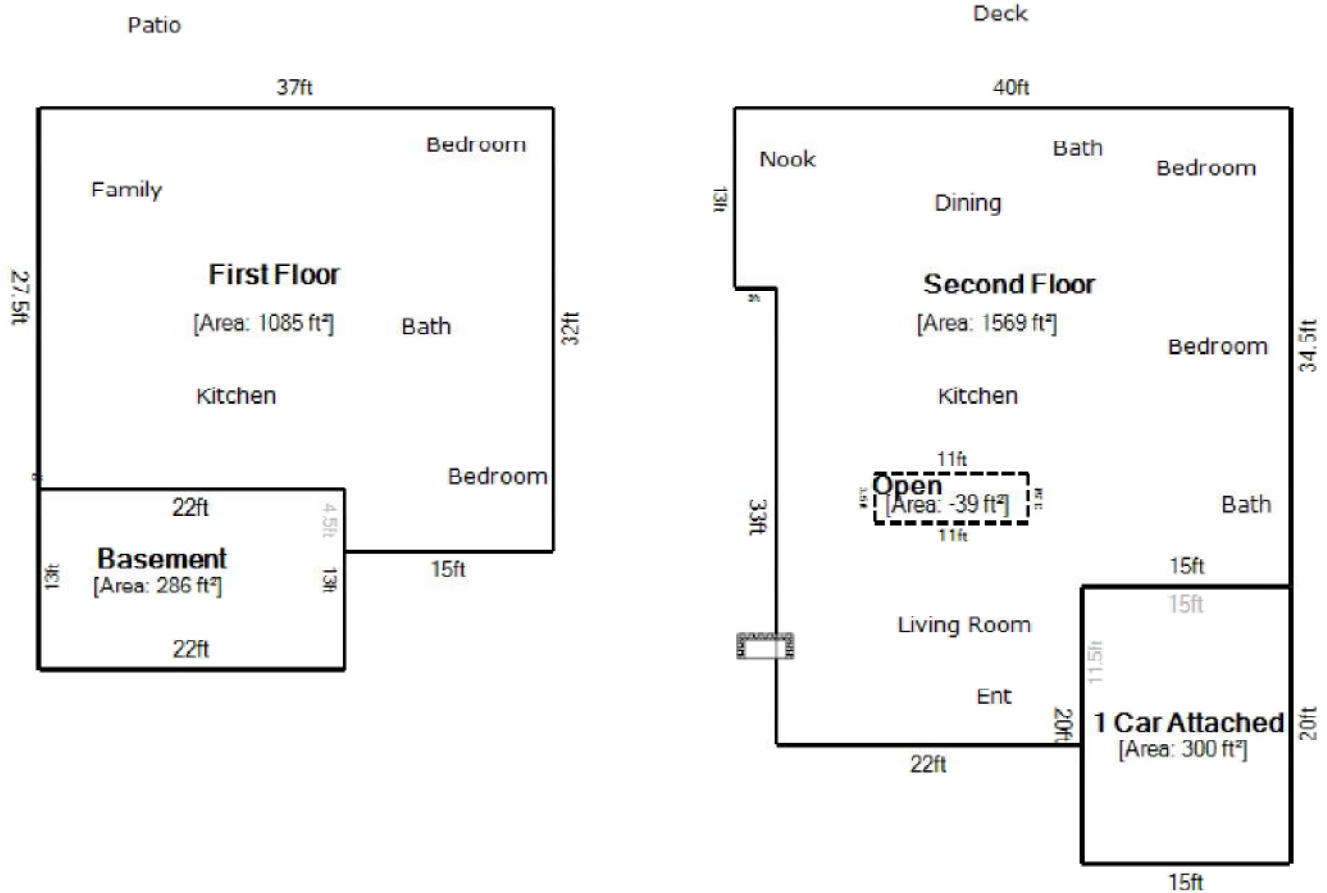 Patio
37ft
Bedroom
Family
27.5ft
First Floor
[Area: 1085 ft²]
Bath
32ft
Kitchen
Bedroom
22ft
4.5ft
Basement
[Area: 286 ft²]
13ft
13ft
15ft
22ft
Deck
40ft
Nook
Bath
Bedroom
13ft
Dining
Second Floor
[Area: 1569 ft²]
Bedroom
34.5ft
Kitchen
11ft
Open
[Area: -39 ft²]
3.5ft
11ft
Bath
33ft
15ft
15ft
Living Room
11.5ft
Ent
20ft
1 Car Attached
[Area: 300 ft²]
20ft
22ft
15ft